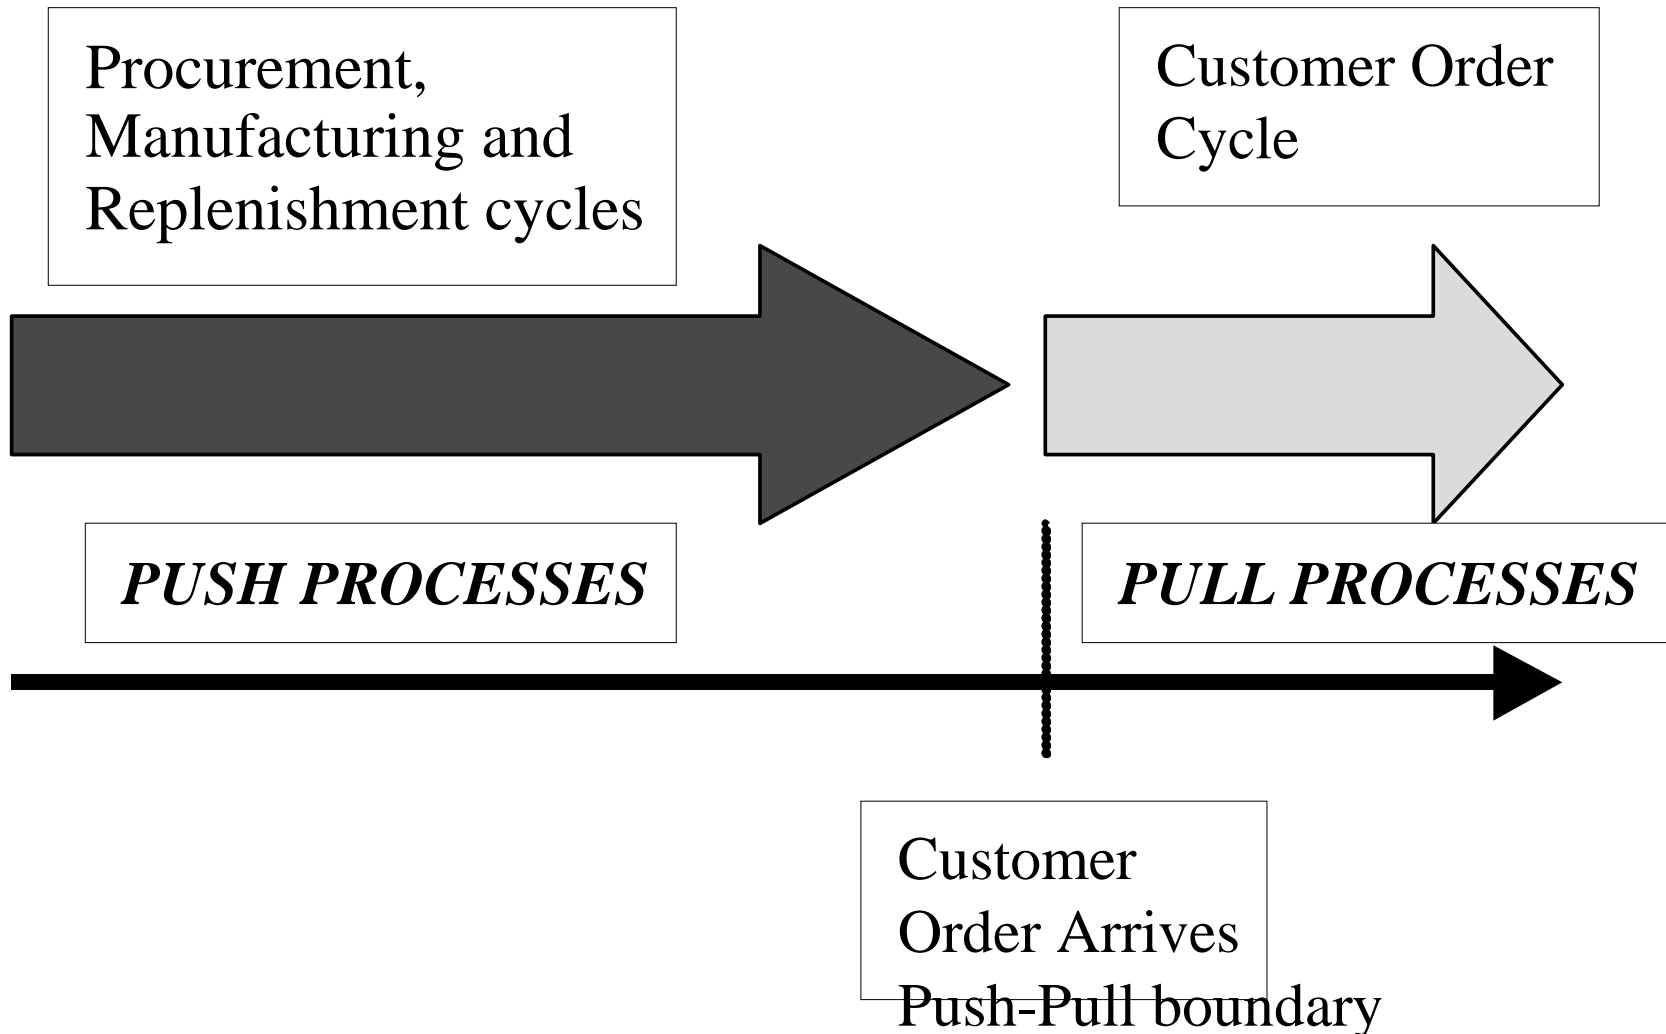 Procurement,
Manufacturing and
Replenishment cycles
Customer Order
Cycle
PUSH PROCESSES
PULL PROCESSES
Customer
Order Arrives
Push-Pull boundary